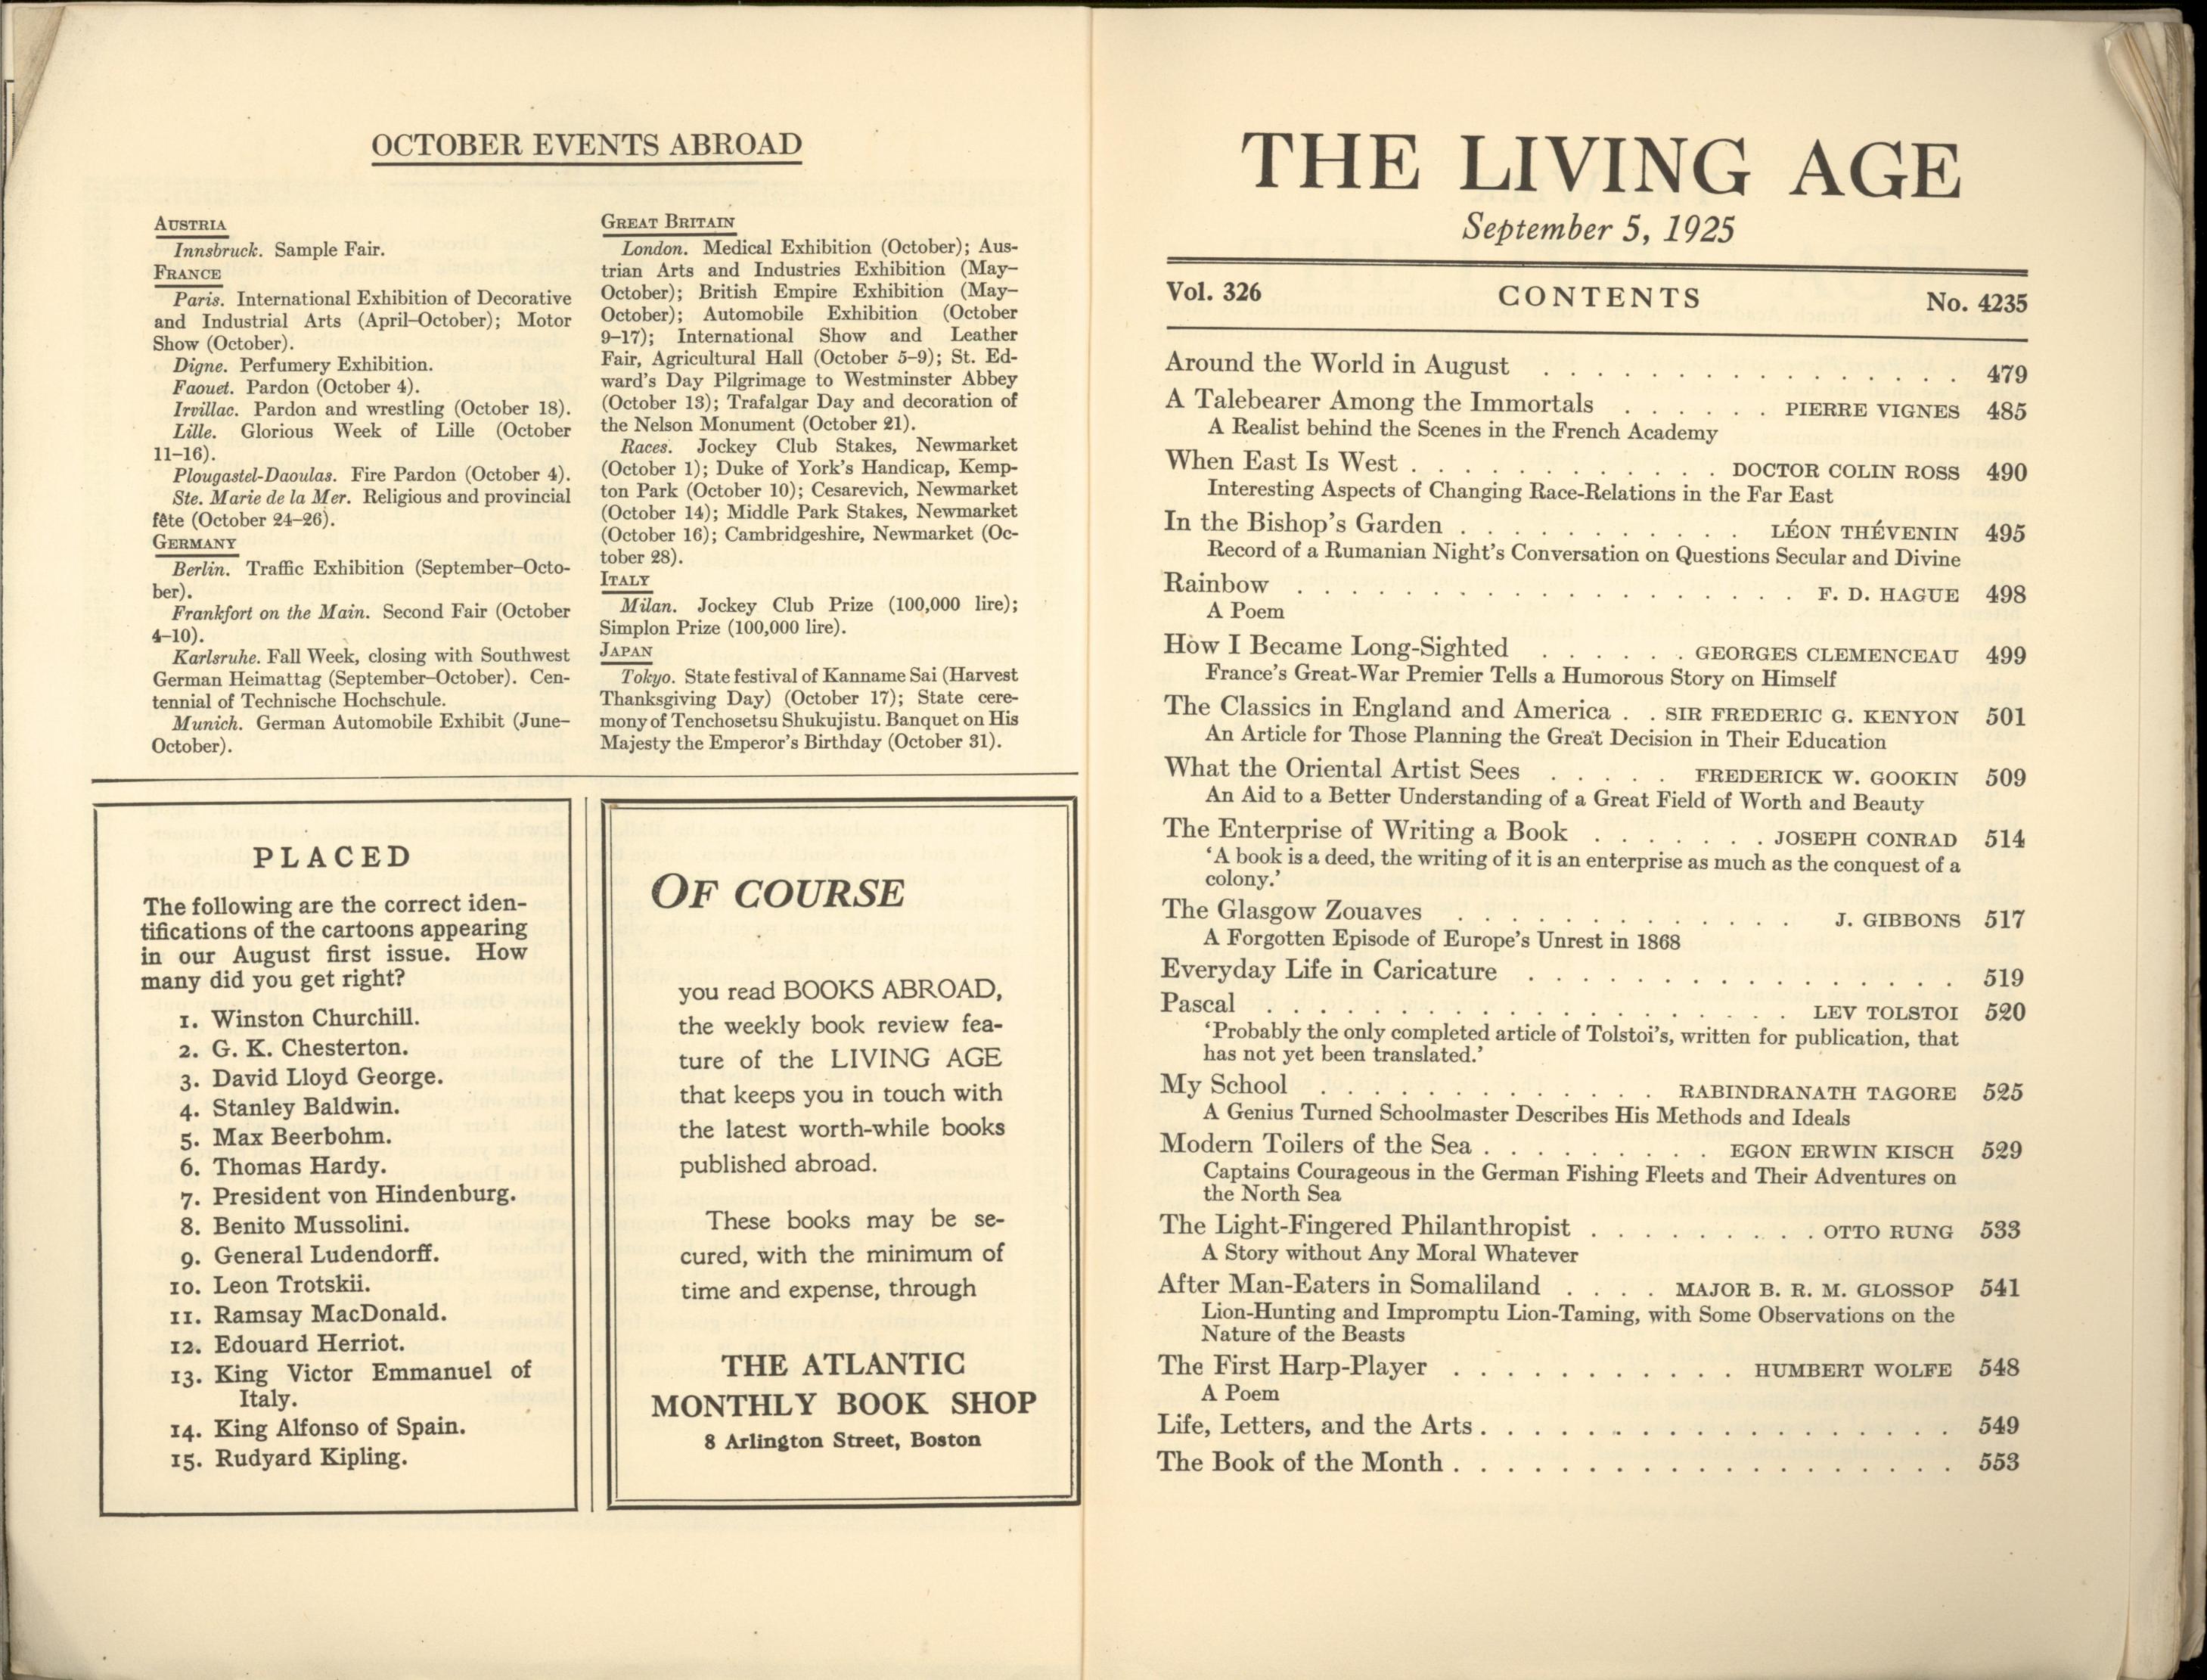 OCTOBER EVENTS ABROAD
AUSTRIA
Innsbruck. Sample Fair.
FRANCE
Paris. International Exhibition of Decorative
and Industrial Arts (April–October); Motor
Show (October).
Digne. Perfumery Exhibition.
Faouet. Pardon (October 4).
Irvillac. Pardon and wrestling (October 18).
Lille. Glorious Week of Lille (October
11–16).
Plougastel-Daoulas. Fire Pardon (October 4).
Ste. Marie de la Mer. Religious and provincial
fête (October 24–26).
GERMANY
Berlin. Traffic Exhibition (September–Octo-
ber).
Frankfort on the Main. Second Fair (October
4–10).
Karlsruhe. Fall Week, closing with Southwest
German Heimattag (September–October). Cen-
tennial of Technische Hochschule.
Munich. German Automobile Exhibit (June–
October).
GREAT BRITAIN
London. Medical Exhibition (October); Aus-
trian Arts and Industries Exhibition (May–
October); British Empire Exhibition (May–
October); Automobile Exhibition (October
9–17); International Show and Leather
Fair, Agricultural Hall (October 5–9); St. Ed-
ward's Day Pilgrimage to Westminster Abbey
(October 13); Trafalgar Day and decoration of
the Nelson Monument (October 21).
Races. Jockey Club Stakes, Newmarket
(October 1); Duke of York's Handicap, Kemp-
ton Park (October 10); Cesarevich, Newmarket
(October 14); Middle Park Stakes, Newmarket
(October 16); Cambridgeshire, Newmarket (Oc-
tober 28).
ITALY
Milan. Jockey Club Prize (100,000 lire);
Simplon Prize (100,000 lire).
JAPAN
Tokyo. State festival of Kanname Sai (Harvest
Thanksgiving Day) (October 17); State cere-
mony of Tenchosetsu Shukujistu. Banquet on His
Majesty the Emperor's Birthday (October 31).
PLACED
The following are the correct iden-
tifications of the cartoons appearing
in our August first issue. How
many did you get right?
1. Winston Churchill.
2. G. K. Chesterton.
3. David Lloyd George.
4. Stanley Baldwin.
5. Max Beerbohm.
6. Thomas Hardy.
7. President von Hindenburg.
8. Benito Mussolini.
9. General Ludendorff.
10. Leon Trotskii.
11. Ramsay MacDonald.
12. Edouard Herriot.
13. King Victor Emmanuel of
Italy.
14. King Alfonso of Spain.
15. Rudyard Kipling.
OF COURSE
you read BOOKS ABROAD,
the weekly book review fea-
ture of the LIVING AGE
that keeps you in touch with
the latest worth-while books
published abroad.
These books may be se-
cured, with the minimum of
time and expense, through
THE ATLANTIC
MONTHLY BOOK SHOP
8 Arlington Street, Boston
THE LIVING AGE
September 5, 1925
Vol. 326 CONTENTS No. 4235
Around the World in August . . . . . . . . . . . . . . . . 479
A Talebearer Among the Immortals . . . . . . PIERRE VIGNES 485
A Realist behind the Scenes in the French Academy
When East Is West . . . . . . . . . . . . DOCTOR COLIN ROSS 490
Interesting Aspects of Changing Race-Relations in the Far East
In the Bishop's Garden . . . . . . . . . . . LÉON THÉVENIN 495
Record of a Rumanian Night's Conversation on Questions Secular and Divine
Rainbow . . . . . . . . . . . . . . . . . . . F. D. HAGUE 498
A Poem
How I Became Long-Sighted . . . . . . GEORGES CLEMENCEAU 499
France's Great-War Premier Tells a Humorous Story on Himself
The Classics in England and America . . SIR FREDERIC G. KENYON 501
An Article for Those Planning the Great Decision in Their Education
What the Oriental Artist Sees . . . . . FREDERICK W. GOOKIN 509
An Aid to a Better Understanding of a Great Field of Worth and Beauty
The Enterprise of Writing a Book . . . . . . . JOSEPH CONRAD 514
'A book is a deed, the writing of it is an enterprise as much as the conquest of a
colony.'
The Glasgow Zouaves . . . . . . . . . . . . . J. GIBBONS 517
A Forgotten Episode of Europe's Unrest in 1868
Everyday Life in Caricature . . . . . . . . . . . . . . . . 519
Pascal . . . . . . . . . . . . . . . . . . . . LEV TOLSTOI 520
'Probably the only completed article of Tolstoi's, written for publication, that
has not yet been translated.'
My School . . . . . . . . . . . . . RABINDRANATH TAGORE 525
A Genius Turned Schoolmaster Describes His Methods and Ideals
Modern Toilers of the Sea . . . . . . . . . EGON ERWIN KISCH 529
Captains Courageous in the German Fishing Fleets and Their Adventures on
the North Sea
The Light-Fingered Philanthropist . . . . . . . . . OTTO RUNG 533
A Story without Any Moral Whatever
After Man-Eaters in Somaliland . . . . MAJOR B. R. M. GLOSSOP 541
Lion-Hunting and Impromptu Lion-Taming, with Some Observations on the
Nature of the Beasts
The First Harp-Player . . . . . . . . . . . HUMBERT WOLFE 548
A Poem
Life, Letters, and the Arts . . . . . . . . . . . . . . . . . . 549
The Book of the Month . . . . . . . . . . . . . . . . . . . 553